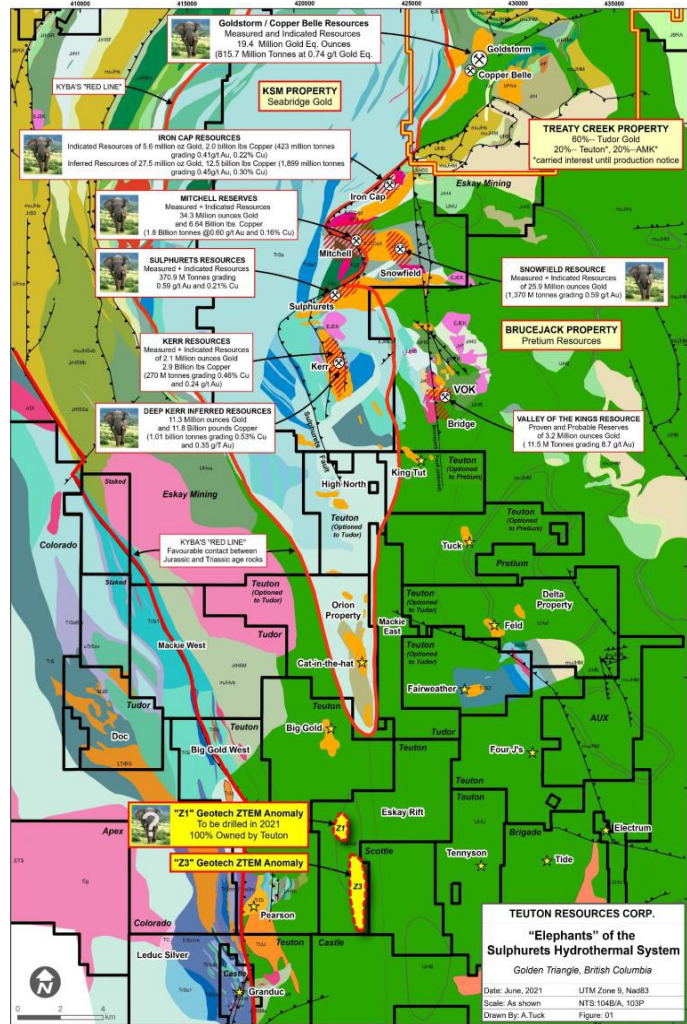 410000
415000
420000
425000
430000
435000
Goldstorm / Copper Belle Resources
Measured and Indicated Resources
19.4 Million Gold Eq. Ounces
(815.7 Million Tonnes at 0.74 g/t Gold Eq.
Goldstorm
Copper Belle
KYBA'S "RED LINE"
KSM PROPERTY
Seabridge Gold
TREATY CREEK PROPERTY
60%-- Tudor Gold
20%-- Teuton*, 20%--AMK*
*carried interest until production notice
IRON CAP RESOURCES
Indicated Resources of 5.6 million oz Gold, 2.0 billion lbs Copper (423 million tonnes
grading 0.41g/t Au, 0.22% Cu)
Inferred Resources of 27.5 million oz Gold, 12.5 billion lbs Copper (1,899 million tonnes
grading 0.45g/t Au, 0.30% Cu)
Iron Cap
Eskay Mining
MITCHELL RESERVES
Measured + Indicated Resources
34.3 Million ounces Gold
and 6.64 Billion lbs. Copper
(1.8 Billion tonnes @0.60 g/t Au and 0.16% Cu)
Mitchell
Snowfield
SULPHURETS RESOURCES
Measured + Indicated Resources
370.9 M Tonnes grading
0.59 g/t Au and 0.21% Cu
SNOWFIELD RESOURCE
Measured + Indicated Resource
of 25.9 million ounces Gold
(1,370 M tonnes grading 0.59 g/t Au)
Sulphurets
BRUCEJACK PROPERTY
Pretium Resources
KERR RESOURCES
Measured + Indicated Resources
of 2.1 Million ounces Gold
2.9 Billion lbs Copper
(270 M tonnes grading 0.46% Cu
and 0.24 g/t Au)
Kerr
VOK
Bridge
DEEP KERR INFERRED RESOURCES
11.3 Million ounces Gold
and 11.8 Billion pounds Copper
(1.01 billion tonnes grading 0.53% Cu
and 0.35 g/T Au)
VALLEY OF THE KINGS RESOURCE
Proven and Probable Reserves
of 3.2 Million ounces Gold
( 11.5 M Tonnes grading 8.7 g/t Au)
Sulphurets
Fault
King Tut
Teuton
(Optioned
to Pretium)
Staked
Eskay Mining
High North
Teuton
(Optioned
to Tudor)
Teuton
(Optioned
to Pretium)
Colorado
KYBA'S "RED LINE"
Favourable contact between
Jurassic and Triassic age rocks
Tuck
Pretium
Staked
Teuton
(Optioned
to Tudor)
Orion
Property
Mackie
East
Teuton
(Optioned
to Tudor)
Delta
Property
Feld
Tudor
Mackie West
Cat-in-the-hat
Teuton
(Optioned
to Tudor)
Fairweather
Tudor
Teuton
Teuton
AUX
Doc
Big Gold West
Big Gold
Tudor
Teuton
Four J's
Teuton
"Z1" Geotech ZTEM Anomaly
To be drilled in 2021
100% Owned by Teuton
Z1
Eskay Rift
Teuton
Apex
Brigade
Electrum
"Z3" Geotech ZTEM Anomaly
Scottie
Z3
Tennyson
Tide
Pearson
Colorado
Leduc Silver
Teuton
Castle
Castle
Granduc
N
0 2 4
km
TEUTON RESOURCES CORP.
"Elephants" of the
Sulphurets Hydrothermal System
Golden Triangle, British Columbia
Date: June, 2021
UTM Zone 9, Nad83
Scale: As shown
NTS:104B/A, 103P
Drawn By: A.Tuck
Figure: 01